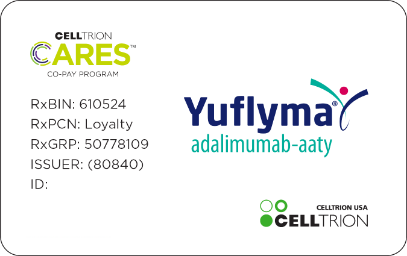 CELLTRION
CARES™
CO-PAY PROGRAM
RxBIN: 610524
RxPCN: Loyalty
RxGRP: 50778109
ISSUER: (80840)
ID:
Yuflyma®
adalimumab-aaty
CELLTRION USA
CELLTRION